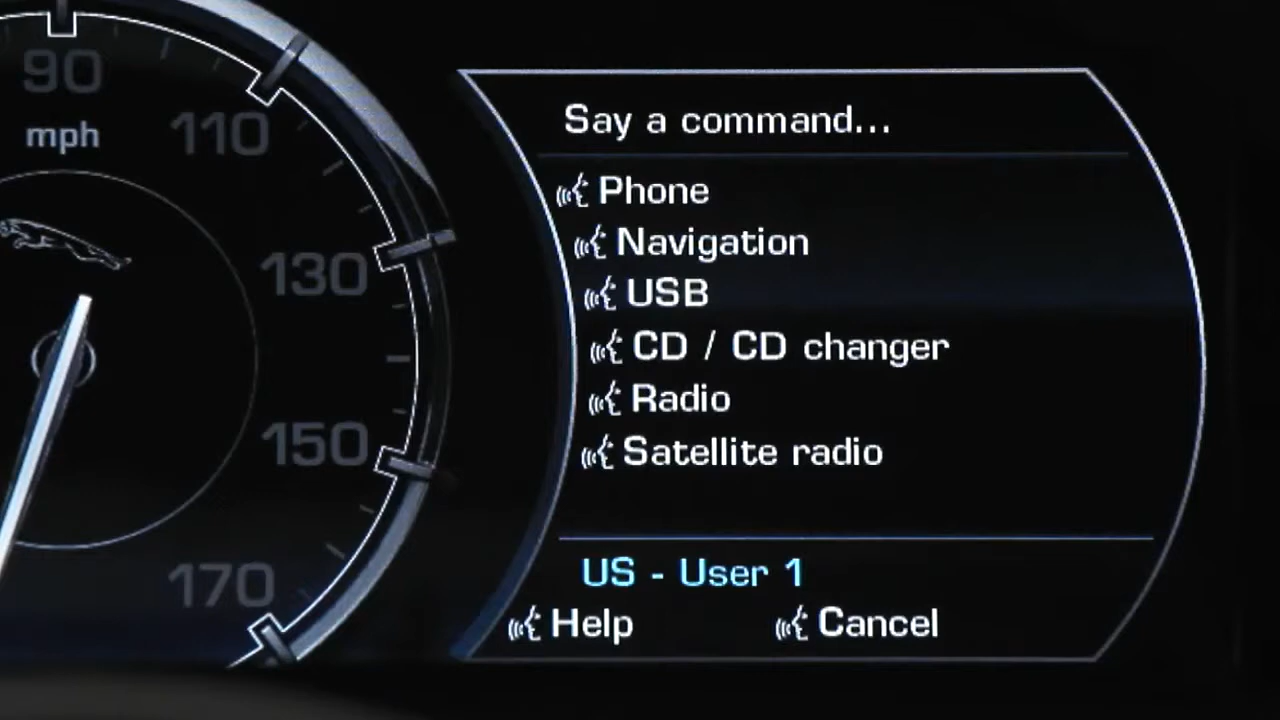 90
mph
110
130
150
170
Say a command...
Phone
Navigation
USB
CD / CD changer
Radio
Satellite radio
US - User 1
Help Cancel